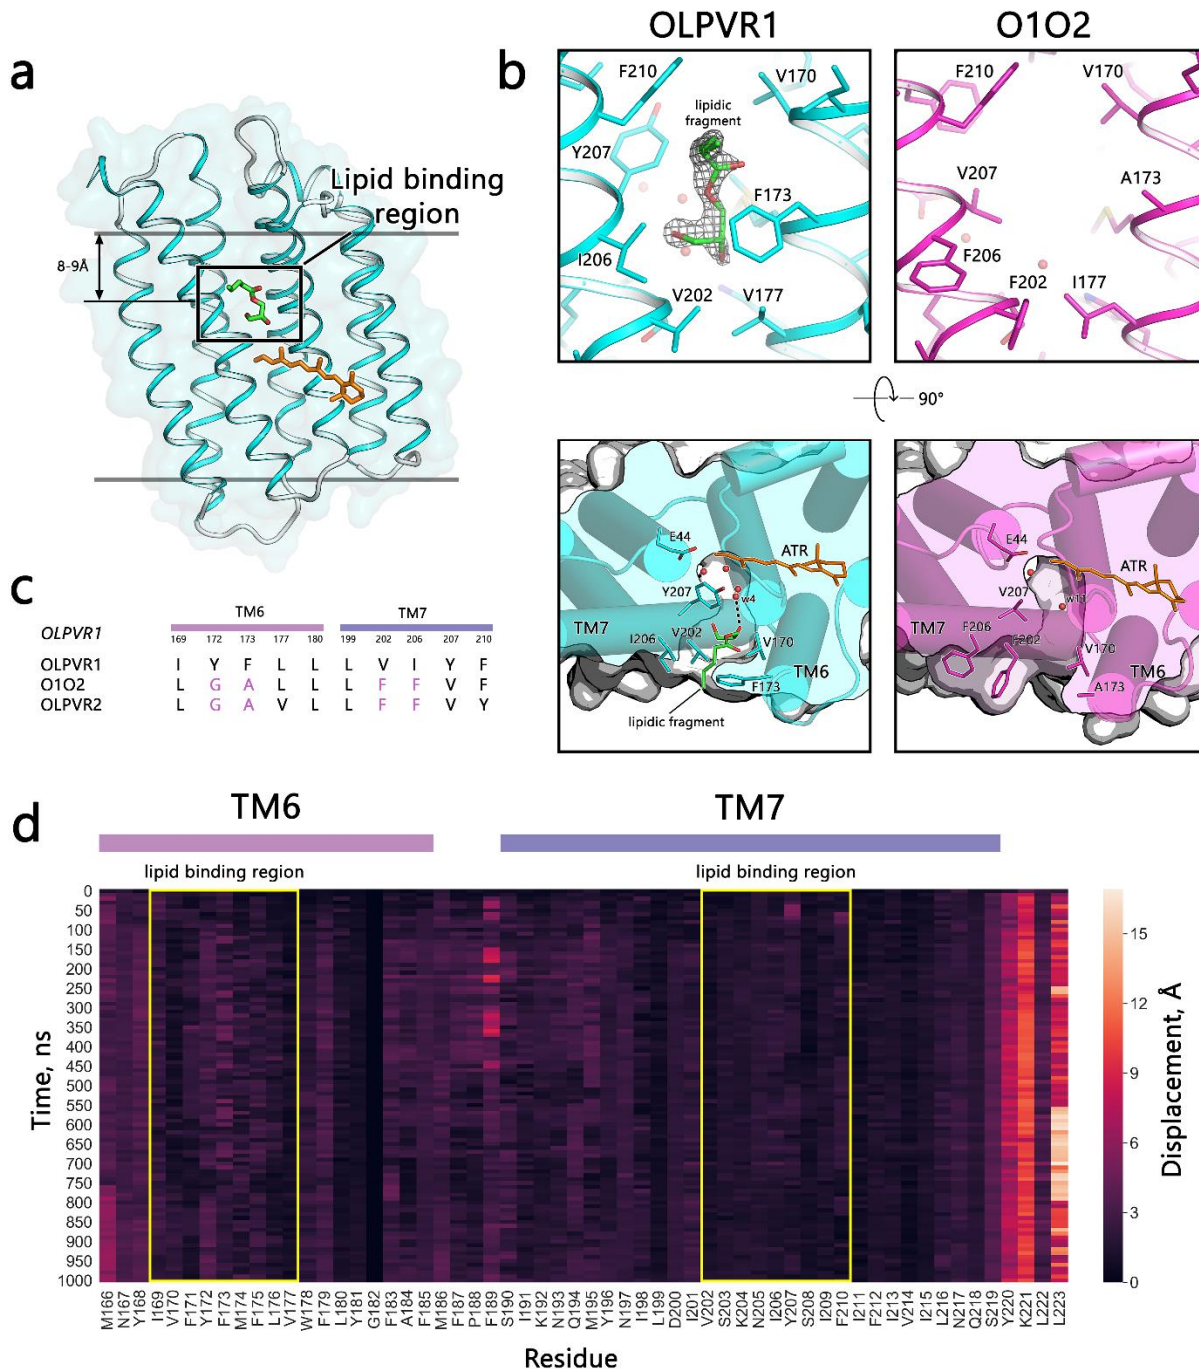 a
Lipid binding
region
8-9Å
b
OLPVR1
O1O2
F210
V170
lipidic
fragment
Y207
F173
I206
V202
V177
F210
V170
V207
A173
F206
F202
I177
90°
E44
ATR
Y207
w4
TM7
I206
V202
V170
TM6
F173
lipidic fragment
E44
ATR
V207
w11
TM7
F206
F202
V170
TM6
A173
c
TM6
TM7
OLPVR1
169 172 173 177 180 199 202 206 207 210
OLPVR1 I Y F L L L V I Y F
O1O2 L G A L L L F F V F
OLPVR2 L G A V L L F F V Y
d
TM6
TM7
lipid binding region
lipid binding region
0
50
100
150
200
250
300
350
400
450
500
550
600
650
700
750
800
850
900
950
1000
Time, ns
M166 N167 Y168 I169 V170 F171 Y172 F173 M174 F175 L176 V177 W178 F179 L180 Y181 G182 F183 A184 F185 M186 F187 P188 F189 S190 I191 K192 N193 Q194 M195 Y196 N197 I198 L199 D200 I201 V202 S203 K204 N205 I206 Y207 S208 I209 F210 I211 F212 I213 V214 I215 L216 N217 Q218 S219 Y220 K221 L222 L223
Residue
15
12
9
6
3
0
Displacement, Å